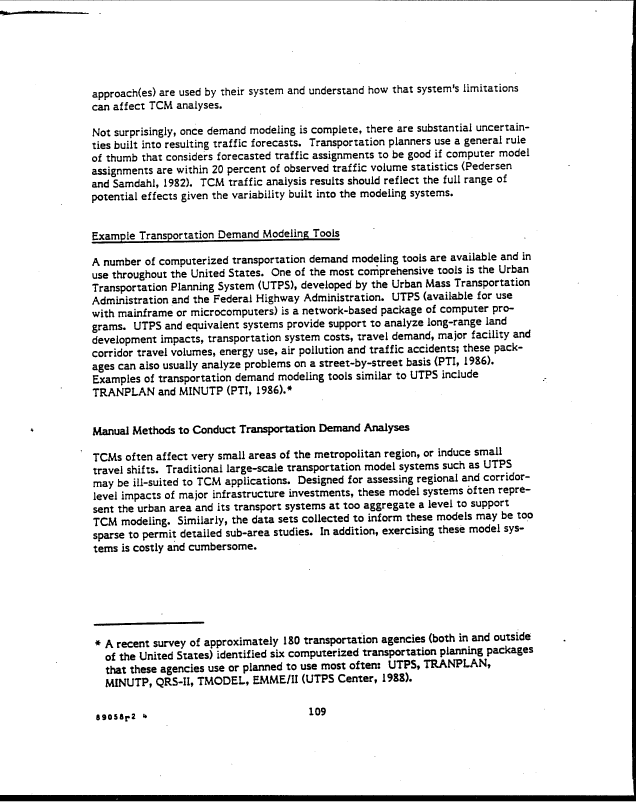 approach(es) are used by their system and understand how that system's limitations
can affect TCM analyses.
Not surprisingly, once demand modeling is complete, there are substantial uncertain-
ties built into resulting traffic forecasts. Transportation planners use a general rule
of thumb that considers forecasted traffic assignments to be good if computer model
assignments are within 20 percent of observed traffic volume statistics (Pedersen
and Samdahl, 1982). TCM traffic analysis results should reflect the full range of
potential effects given the variability built into the modeling systems.
Example Transportation Demand Modeling Tools
A number of computerized transportation demand modeling tools are available and in
use throughout the United States. One of the most comprehensive tools is the Urban
Transportation Planning System (UTPS), developed by the Urban Mass Transportation
Administration and the Federal Highway Administration. UTPS (available for use
with mainframe or microcomputers) is a network-based package of computer pro-
grams. UTPS and equivalent systems provide support to analyze long-range land
development impacts, transportation system costs, travel demand, major facility and
corridor travel volumes, energy use, air pollution and traffic accidents; these pack-
ages can also usually analyze problems on a street-by-street basis (PTI, 1986).
Examples of transportation demand modeling tools similar to UTPS include
TRANPLAN and MINUTP (PTI, 1986).*
Manual Methods to Conduct Transportation Demand Analyses
TCMs often affect very small areas of the metropolitan region, or induce small
travel shifts. Traditional large-scale transportation model systems such as UTPS
may be ill-suited to TCM applications. Designed for assessing regional and corridor-
level impacts of major infrastructure investments, these model systems often repre-
sent the urban area and its transport systems at too aggregate a level to support
TCM modeling. Similarly, the data sets collected to inform these models may be too
sparse to permit detailed sub-area studies. In addition, exercising these model sys-
tems is costly and cumbersome.
* A recent survey of approximately 180 transportation agencies (both in and outside
of the United States) identified six computerized transportation planning packages
that these agencies use or planned to use most often: UTPS, TRANPLAN,
MINUTP, QRS-II, TMODEL, EMME/II (UTPS Center, 1988).
89058r2 4
109